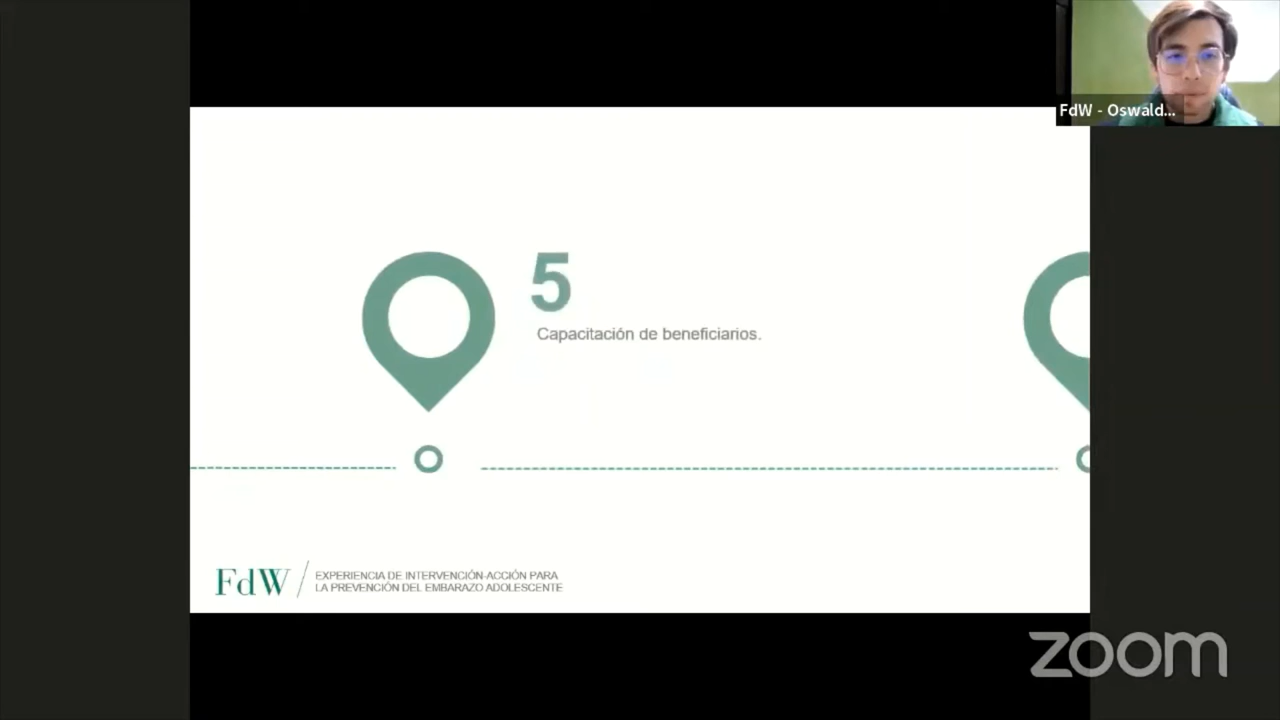 FdW - Oswald...
5
Capacitación de beneficiarios.
FdW
EXPERIENCIA DE INTERVENCIÓN-ACCIÓN PARA
LA PREVENCIÓN DEL EMBARAZO ADOLESCENTE
zoom